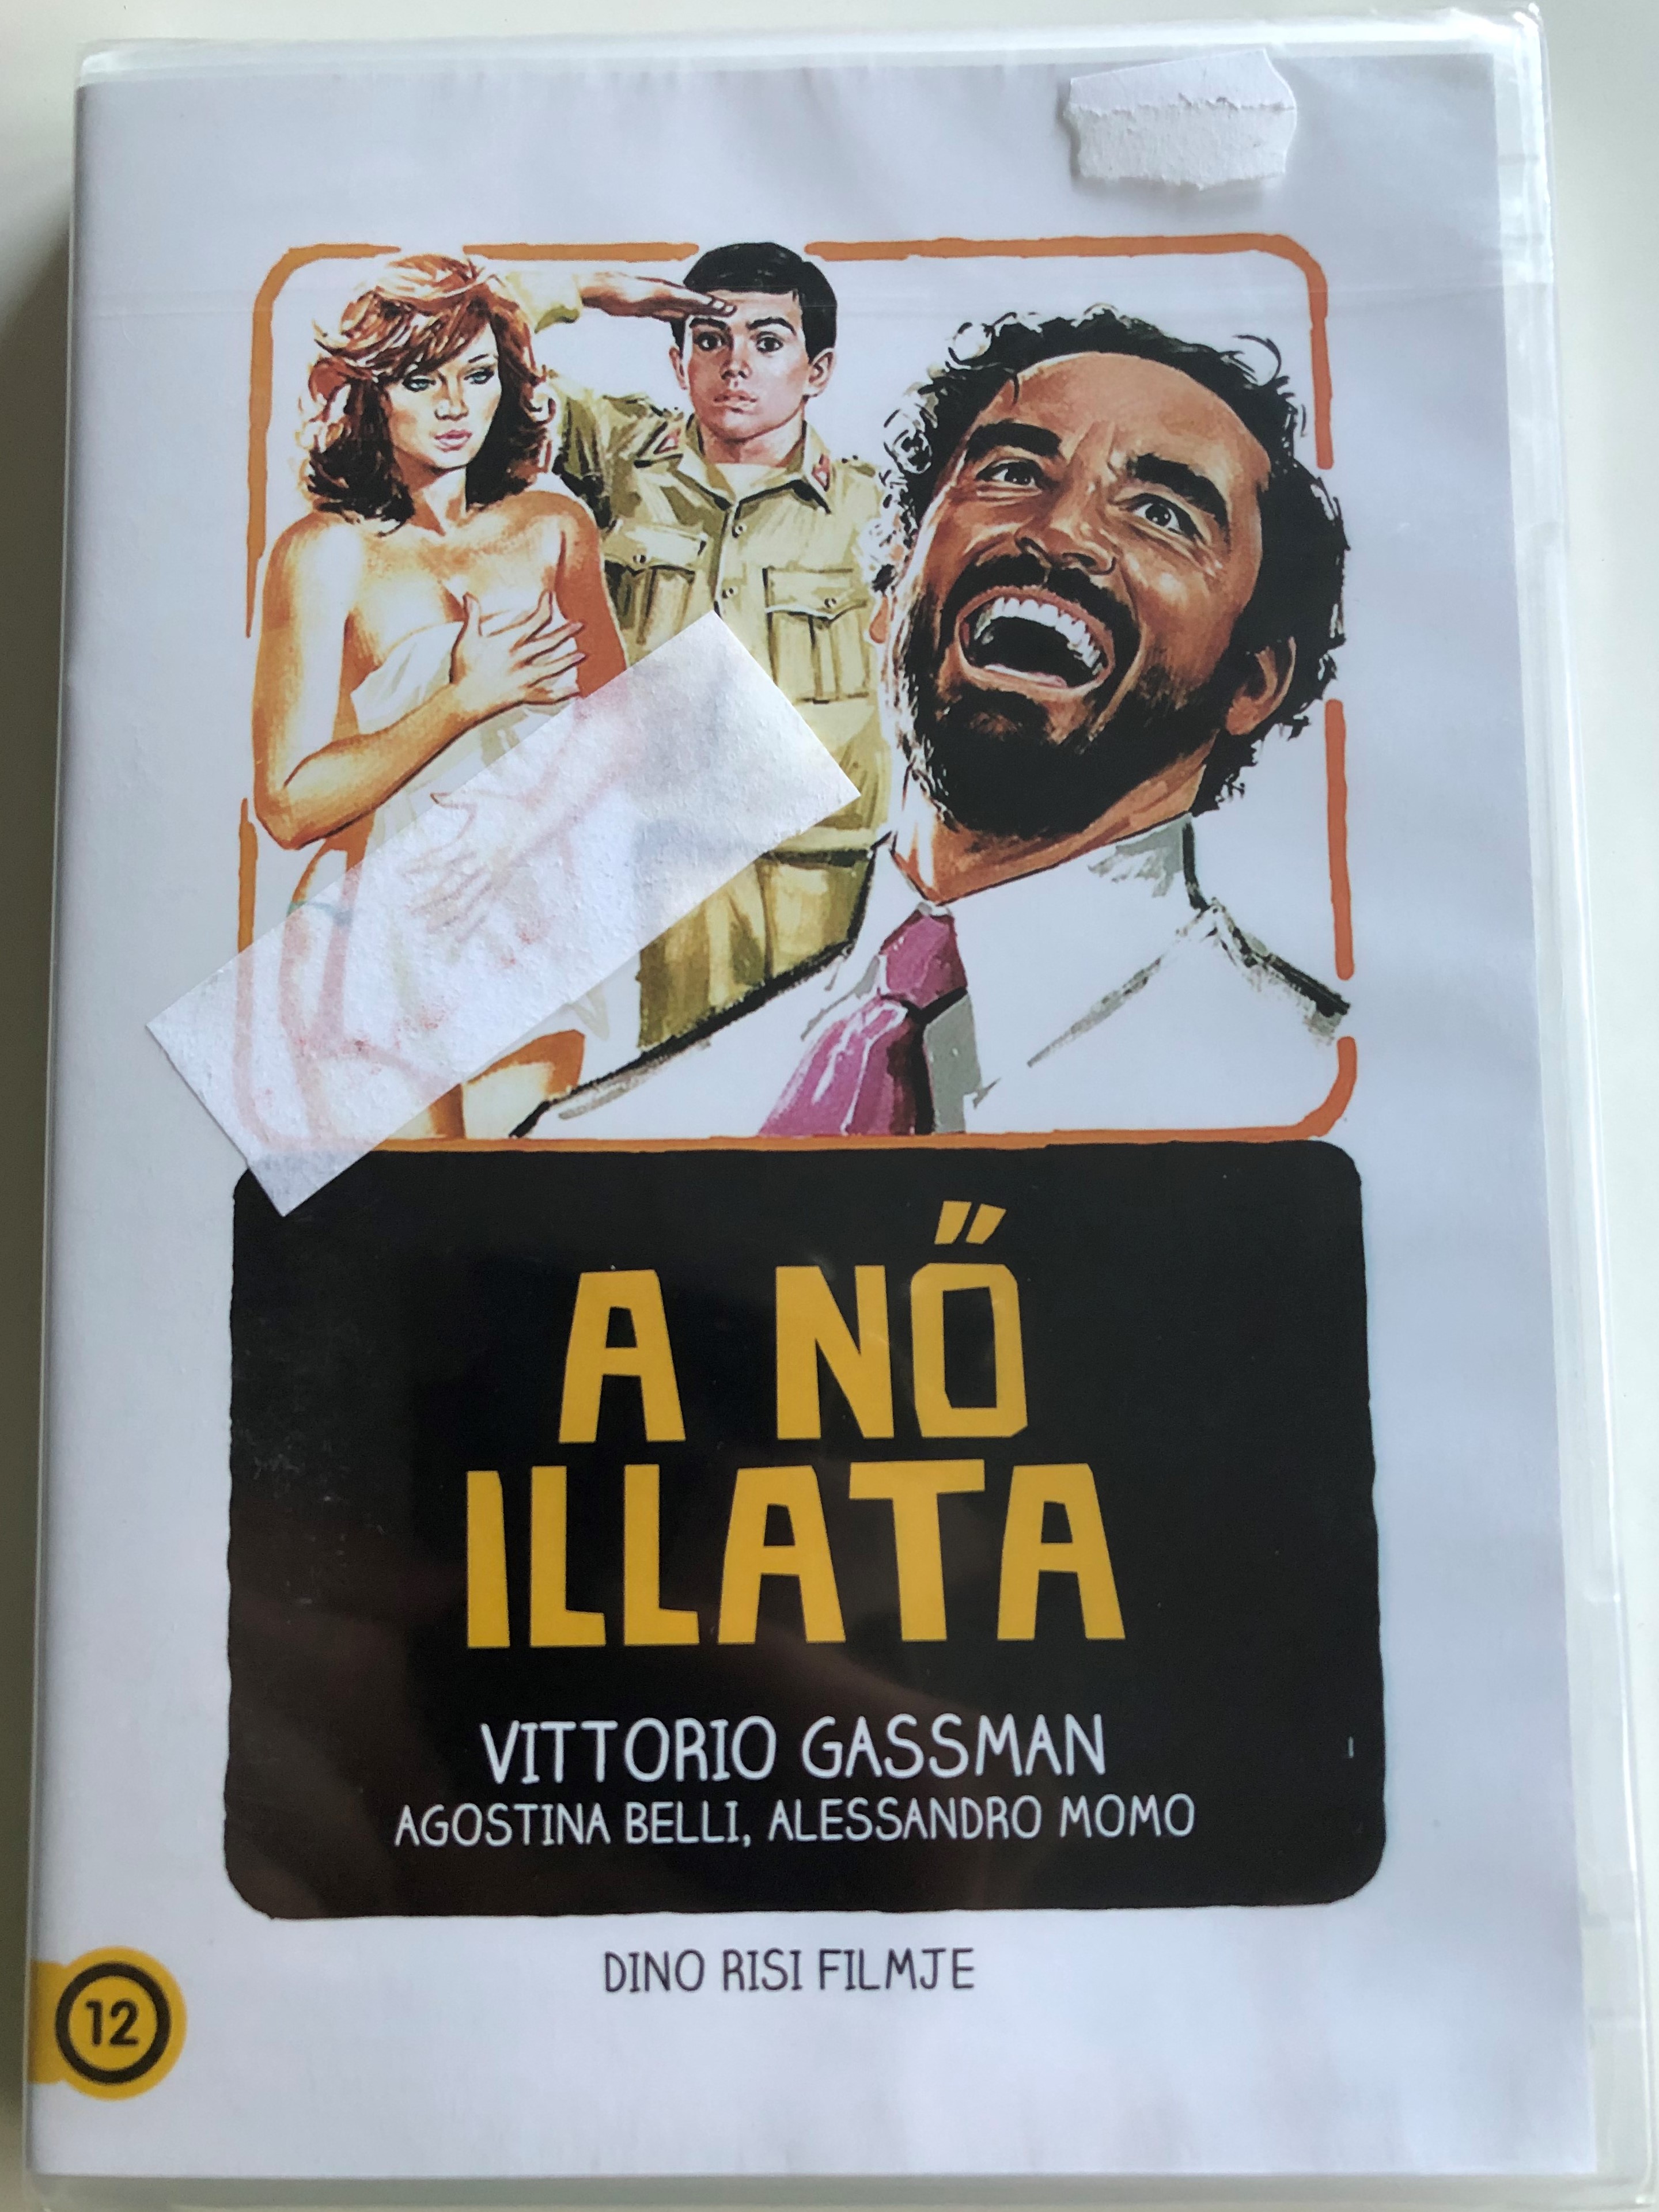 A NŐ
ILLATA
VITTORIO GASSMAN
AGOSTINA BELLI, ALESSANDRO MOMO
DINO RISI FILMJE
12